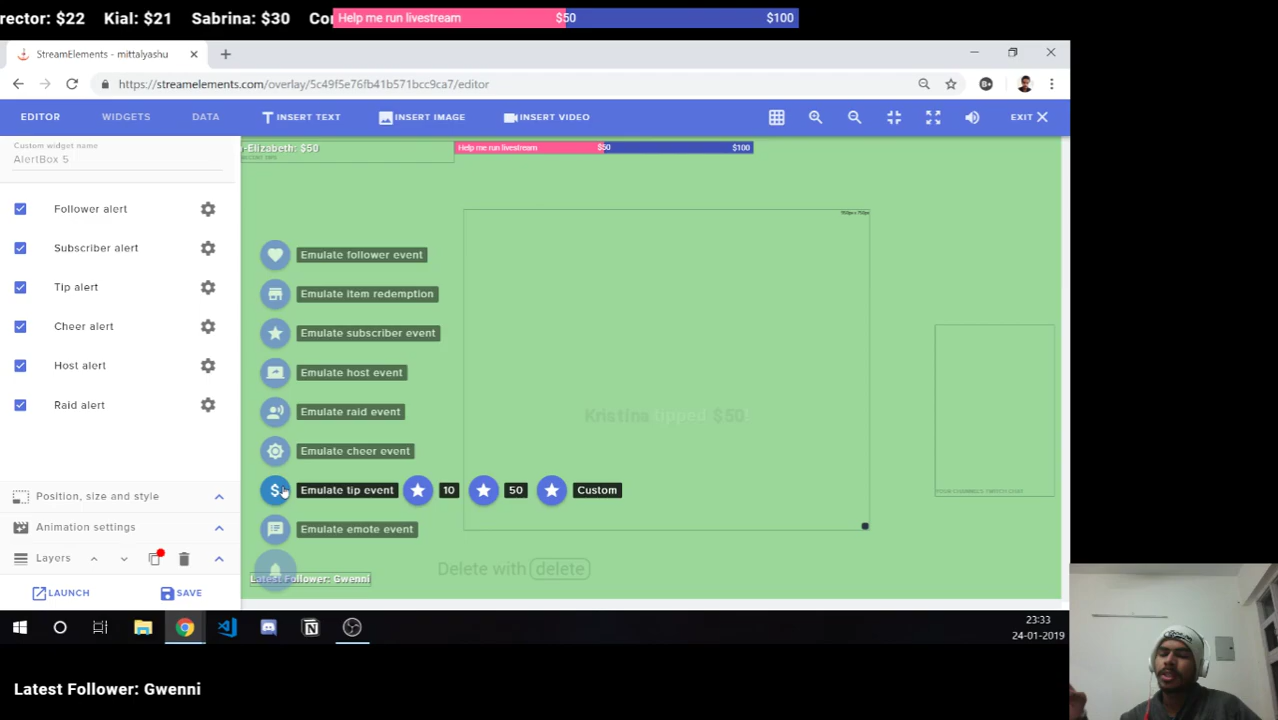 rector: $22 Kial: $21 Sabrina: $30 Co
Help me run livestream $50 $100
StreamElements - mittalyashu
https://streamelements.com/overlay/5c49f5e76fb41b571bcc9ca7/editor
EDITOR WIDGETS DATA INSERT TEXT INSERT IMAGE INSERT VIDEO EXIT
Custom widget name
AlertBox 5
-Elizabeth: $50
Help me run livestream $50 $100
Follower alert
Subscriber alert
Tip alert
Cheer alert
Host alert
Raid alert
Emulate follower event
Emulate item redemption
Emulate subscriber event
Emulate host event
Emulate raid event
Emulate cheer event
Emulate tip event 10 50 Custom
Emulate emote event
Kristina tipped $50!
YOUR CHANNELS TWITCH CHAT
Position, size and style
Animation settings
Layers
Delete with delete
Latest Follower: Gwenni
LAUNCH SAVE
23:33
24-01-2019
Latest Follower: Gwenni